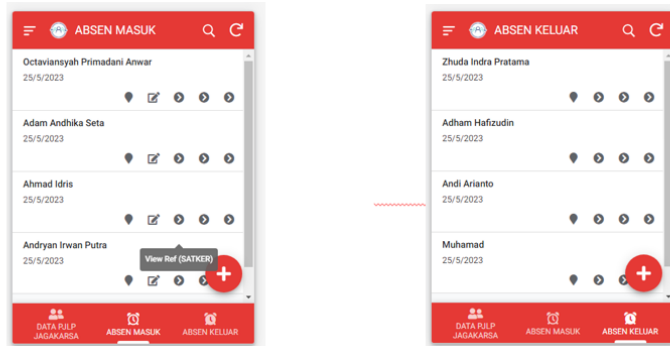 ABSEN MASUK
Octaviansyah Primadani Anwar
25/5/2023
Adam Andhika Seta
25/5/2023
Ahmad Idris
25/5/2023
Andryan Irwan Putra
25/5/2023
View Ref (SATKER)
DATA PJLP
JAGAKARSA
ABSEN MASUK
ABSEN KELUAR
ABSEN KELUAR
Zhuda Indra Pratama
25/5/2023
Adham Hafizudin
25/5/2023
Andi Arianto
25/5/2023
Muhamad
25/5/2023
DATA PJLP
JAGAKARSA
ABSEN MASUK
ABSEN KELUAR